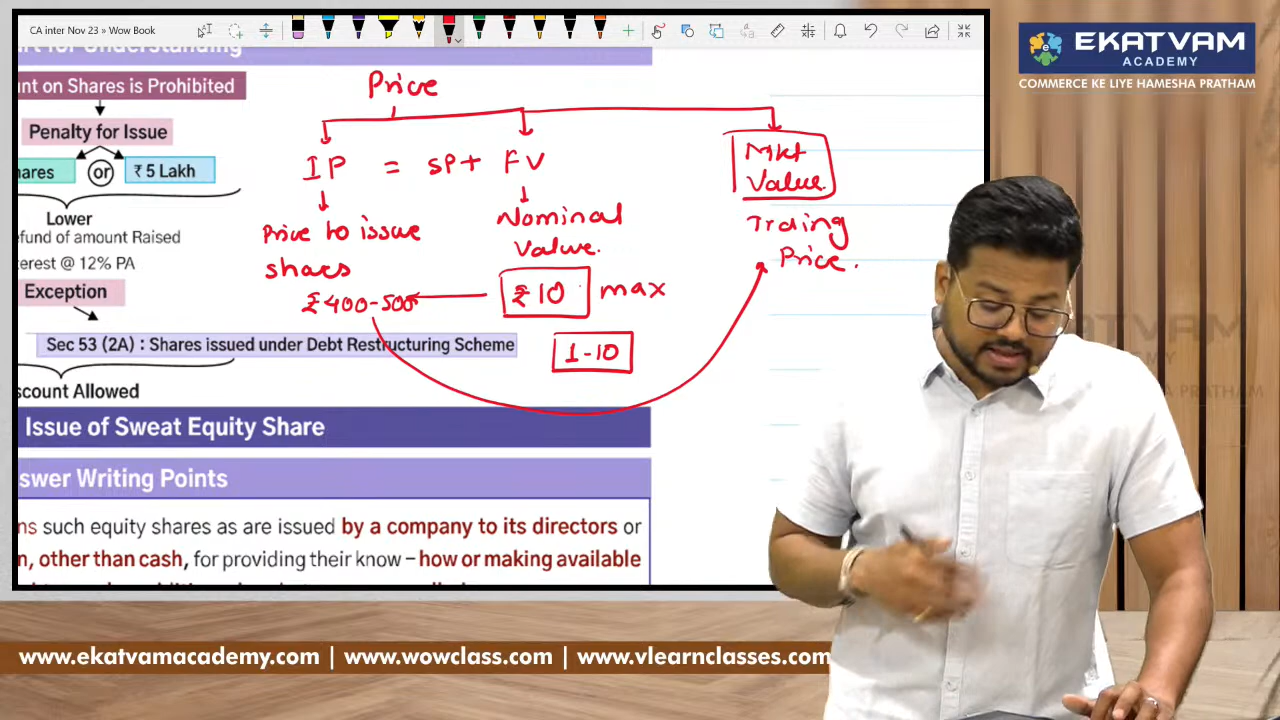 CA inter Nov 23 » Wow Book
art for Understanding
unt on Shares is Prohibited
Penalty for Issue
hares
or
₹ 5 Lakh
Lower
efund of amount Raised
terest @ 12% PA
Exception
Sec 53 (2A) : Shares issued under Debt Restructuring Scheme
scount Allowed
Issue of Sweat Equity Share
swer Writing Points
ns such equity shares as are issued by a company to its directors or
n, other than cash, for providing their know – how or making available
Price
IP = SP+ FV
Mkt
Value
Price to issue
shaes
₹400-500
Nominal
Value.
₹10 max
1-10
Trding
Price.
EKATVAM
ACADEMY
COMMERCE KE LIYE HAMESHA PRATHAM
www.ekatvamacademy.com | www.wowclass.com | www.vlearnclasses.com